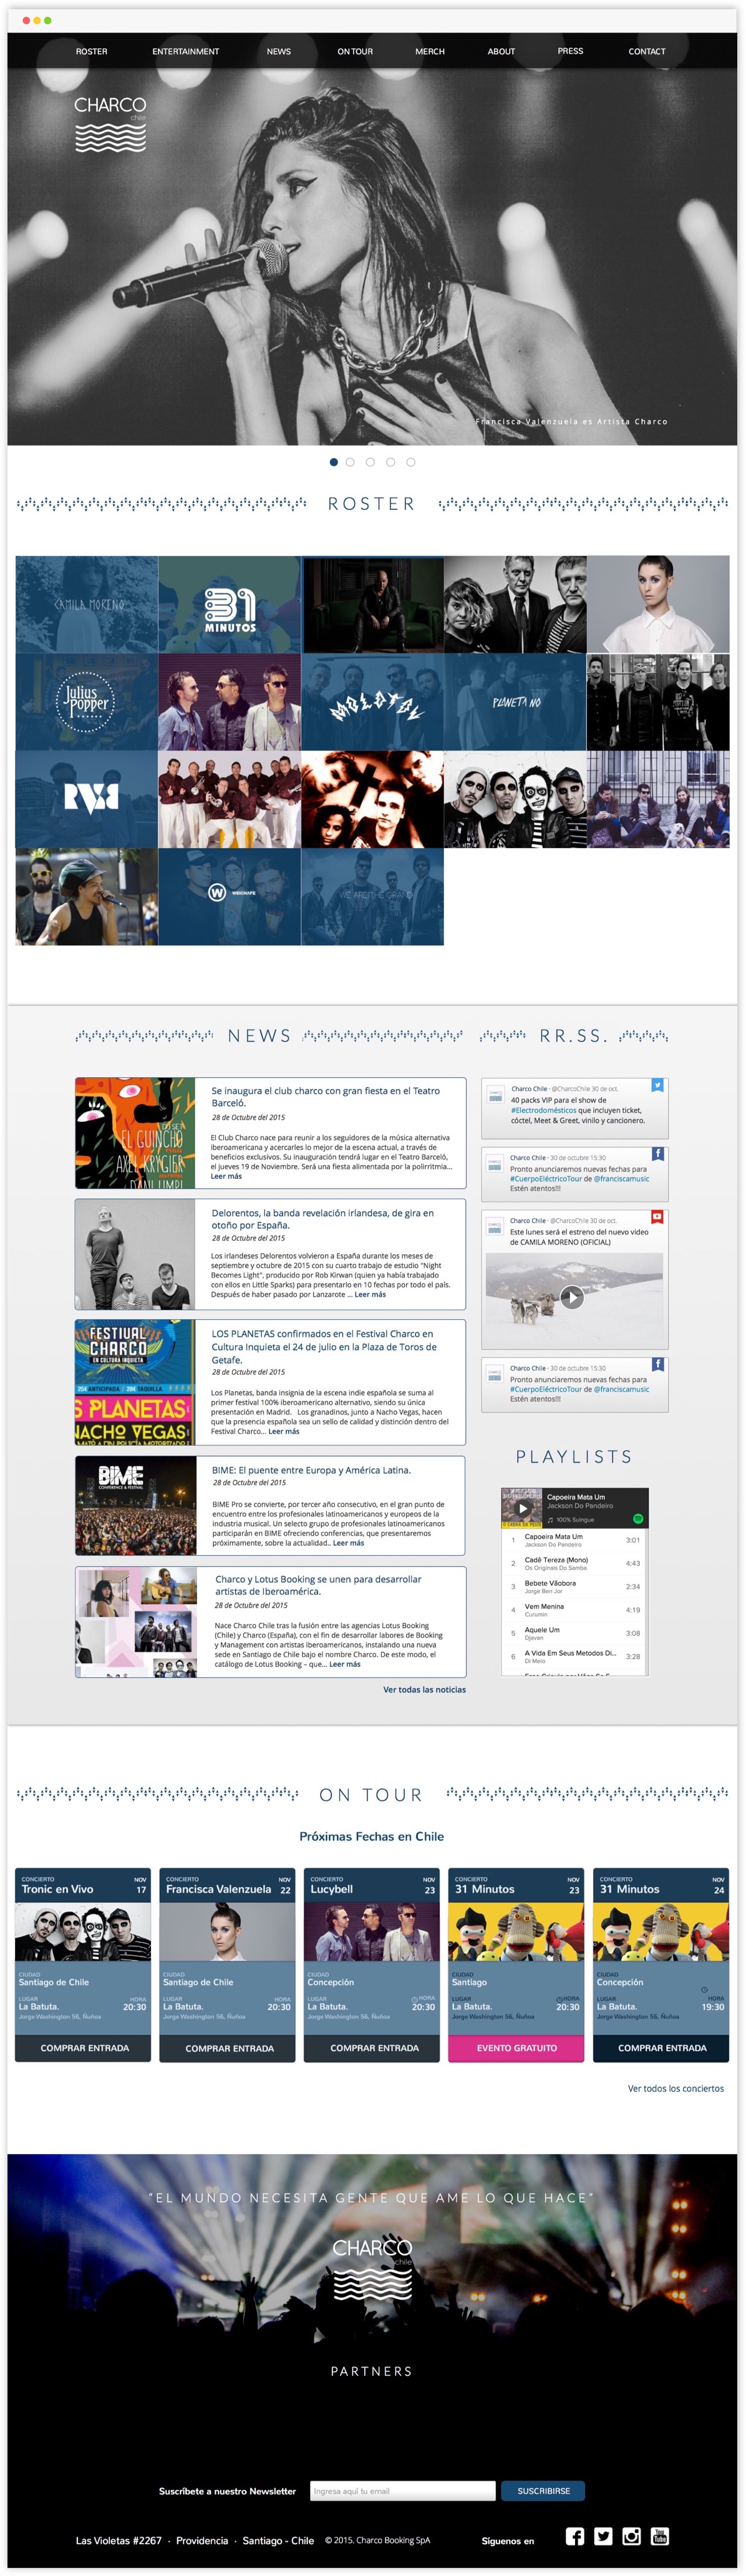 ROSTER ENTERTAINMENT NEWS ON TOUR MERCH ABOUT PRESS CONTACT
CHARCO
chile
Francisca Valenzuela es Artista Charco
ROSTER
CAMILA MORENO
31
MINUTOS
Julius
Popper
MOLOTOV
PLANETA NO
WEICHAFE
WE ARE THE GRAND
NEWS
Se inaugura el club charco con gran fiesta en el Teatro
Barceló.
28 de Octubre del 2015
El Club Charco nace para reunir a los seguidores de la música alternativa
iberoamericana y acercarles lo mejor de la escena actual, a través de
beneficios exclusivos. Su inauguración tendrá lugar en el Teatro Barceló,
el jueves 19 de Noviembre. Será una fiesta alimentada por la polirritmia...
Leer más
DJ SET
EL GUINCHO
AXEL KRYGIER
Delorentos, la banda revelación irlandesa, de gira en
otoño por España.
28 de Octubre del 2015
Los irlandeses Delorentos volvieron a España durante los meses de
septiembre y octubre de 2015 con su cuarto trabajo de estudio "Night
Becomes Light", producido por Rob Kirwan (quien ya había trabajado
con ellos en Little Sparks) para presentarlo en 10 fechas por todo el país.
Después de haber pasado por Lanzarote ... Leer más
FESTIVAL
CHARCO
EN CULTURA INQUIETA
20€ ANTICIPADA / 28€ TAQUILLA
S PLANETAS
NACHO VEGAS
LOS PLANETAS confirmados en el Festival Charco en
Cultura Inquieta el 24 de julio en la Plaza de Toros de
Getafe.
28 de Octubre del 2015
Los Planetas, banda insignia de la escena indie española se suma al
primer festival 100% iberoamericano alternativo, siendo su única
presentación en Madrid. Los granadinos, junto a Nacho Vegas, hacen
que la presencia española sea un sello de calidad y distinción dentro del
Festival Charco... Leer más
BIME
CONFERENCE & FESTIVAL
BIME: El puente entre Europa y América Latina.
28 de Octubre del 2015
BIME Pro se convierte, por tercer año consecutivo, en el gran punto de
encuentro entre los profesionales latinoamericanos y europeos de la
industria musical. Un selecto grupo de profesionales latinoamericanos
participarán en BIME ofreciendo conferencias, que presentaremos
próximamente, sobre la actualidad.. Leer más
Charco y Lotus Booking se unen para desarrollar
artistas de Iberoamérica.
28 de Octubre del 2015
Nace Charco Chile tras la fusión entre las agencias Lotus Booking
(Chile) y Charco (España), con el fin de desarrollar labores de Booking
y Management con artistas iberoamericanos, instalando una nueva
sede en Santiago de Chile bajo el nombre Charco. De este modo, el
catálogo de Lotus Booking – que... Leer más
Ver todas las noticias
RR.SS.
Charco Chile · @CharcoChile 30 de oct.
40 packs VIP para el show de
#Electrodomésticos que incluyen ticket,
cóctel, Meet & Greet, vinilo y cancionero.
Charco Chile · 30 de octubre 15:30
Pronto anunciaremos nuevas fechas para
#CuerpoEléctricoTour de @franciscamusic
Estén atentos!!!
Charco Chile · @CharcoChile 30 de oct.
Este lunes será el estreno del nuevo video
de CAMILA MORENO (OFICIAL)
Charco Chile · 30 de octubre 15:30
Pronto anunciaremos nuevas fechas para
#CuerpoEléctricoTour de @franciscamusic
Estén atentos!!!
PLAYLISTS
Capoeira Mata Um
Jackson Do Pandeiro
100% Suingue
1 Capoeira Mata Um 3:01
Jackson Do Pandeiro
2 Cadê Tereza (Mono) 4:43
Os Originais Do Samba
3 Bebete Vãobora 2:34
Jorge Ben Jor
4 Vem Menina 4:19
Curumin
5 Aquele Um 3:08
Djavan
6 A Vida Em Seus Metodos Di... 3:28
Di Melo
ON TOUR
Próximas Fechas en Chile
CONCIERTO NOV
Tronic en Vivo 17
CIUDAD
Santiago de Chile
LUGAR HORA
La Batuta. 20:30
Jorge Washington 56, Ñuñoa
COMPRAR ENTRADA
CONCIERTO NOV
Francisca Valenzuela 22
CIUDAD
Santiago de Chile
LUGAR HORA
La Batuta. 20:30
Jorge Washington 56, Ñuñoa
COMPRAR ENTRADA
CONCIERTO NOV
Lucybell 23
CIUDAD
Concepción
LUGAR HORA
La Batuta. 20:30
Jorge Washington 56, Ñuñoa
COMPRAR ENTRADA
CONCIERTO NOV
31 Minutos 23
CIUDAD
Santiago
LUGAR HORA
La Batuta. 20:30
Jorge Washington 56, Ñuñoa
EVENTO GRATUITO
CONCIERTO NOV
31 Minutos 24
CIUDAD
Concepción
LUGAR HORA
La Batuta. 19:30
Jorge Washington 56, Ñuñoa
COMPRAR ENTRADA
Ver todos los conciertos
"EL MUNDO NECESITA GENTE QUE AME LO QUE HACE"
CHARCO
chile
PARTNERS
Suscríbete a nuestro Newsletter Ingresa aquí tu email SUSCRIBIRSE
Las Violetas #2267 · Providencia · Santiago - Chile © 2015. Charco Booking SpA Síguenos en
You
Tube